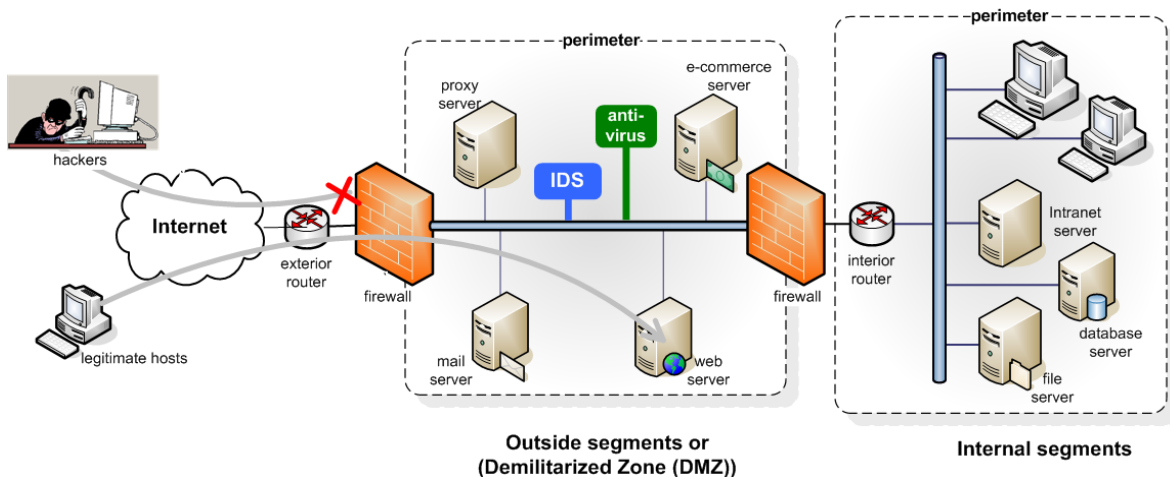 perimeter
perimeter
e-commerce
server
proxy
server
anti-
virus
IDS
hackers
Internet
exterior
router
firewall
legitimate hosts
mail
server
web
server
firewall
interior
router
Intranet
server
database
server
file
server
Outside segments or
(Demilitarized Zone (DMZ))
Internal segments